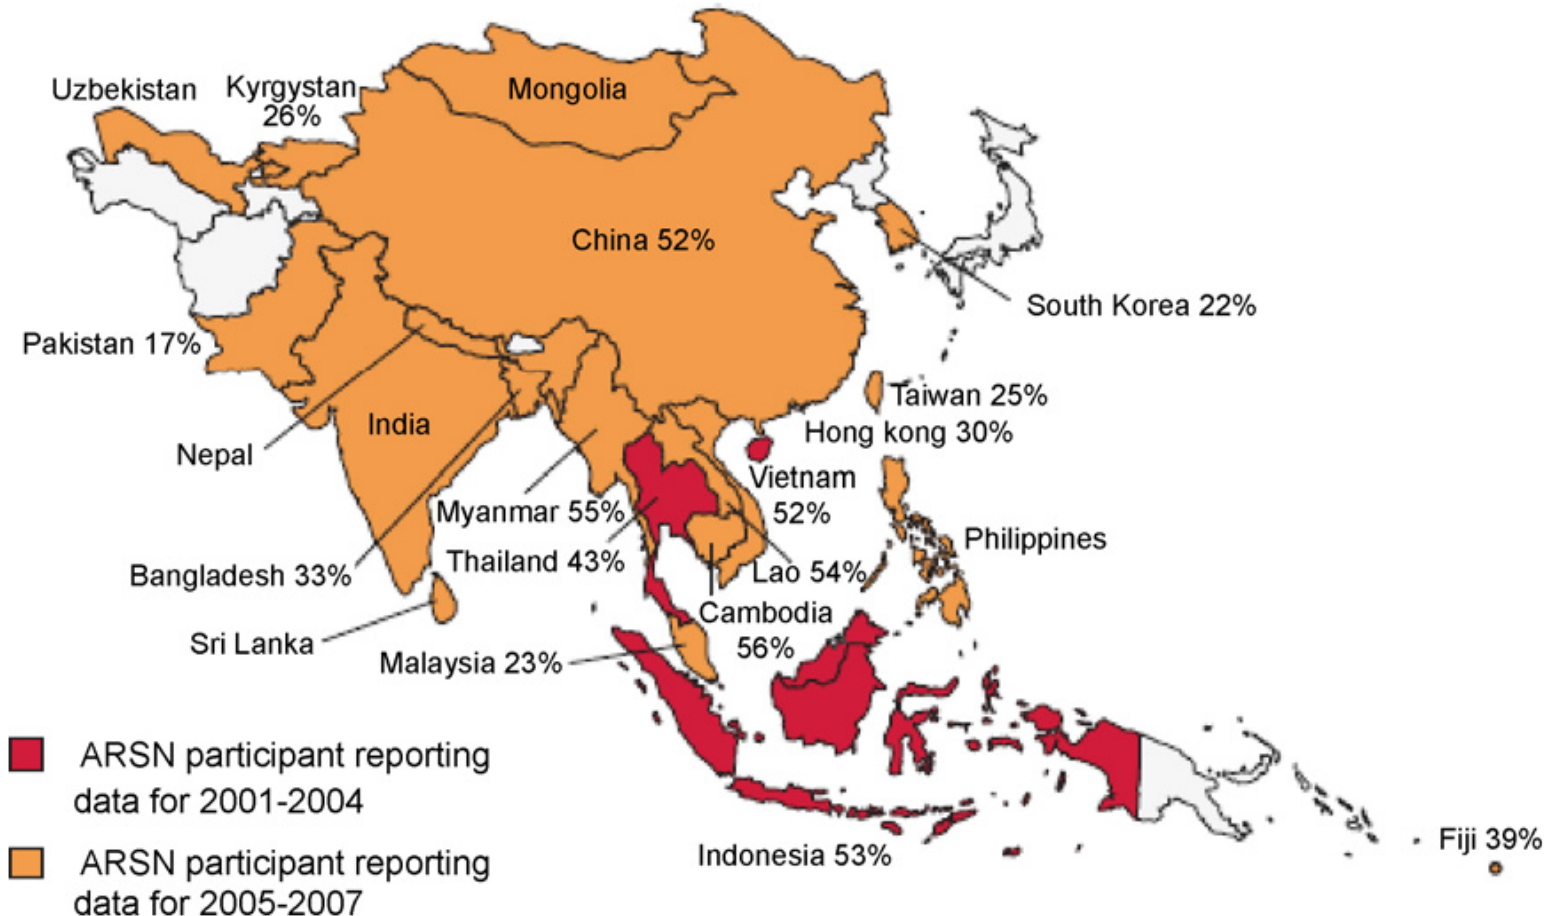 Uzbekistan
Kyrgystan
26%
Mongolia
China 52%
South Korea 22%
Pakistan 17%
Taiwan 25%
Hong kong 30%
India
Nepal
Vietnam
52%
Myanmar 55%
Philippines
Thailand 43%
Bangladesh 33%
Lao 54%
Cambodia
56%
Sri Lanka
Malaysia 23%
ARSN participant reporting
data for 2001-2004
Fiji 39%
Indonesia 53%
ARSN participant reporting
data for 2005-2007